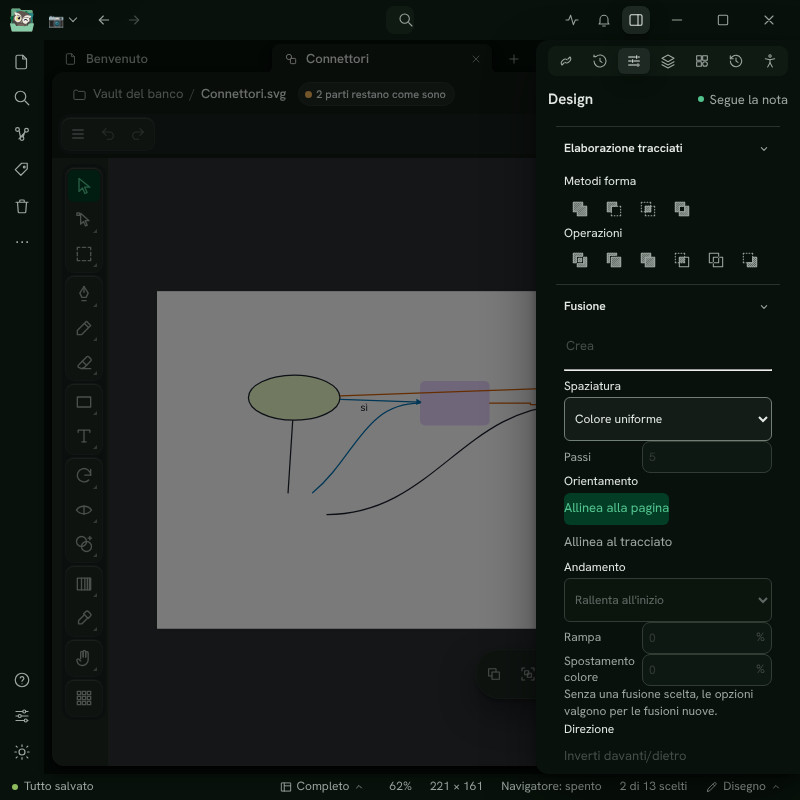 Benvenuto
Connettori
Vault del banco / Connettori.svg
2 parti restano come sono
sì
Design
Segue la nota
Elaborazione tracciati
Metodi forma
Operazioni
Fusione
Crea
Spaziatura
Colore uniforme
Passi
5
Orientamento
Allinea alla pagina
Allinea al tracciato
Andamento
Rallenta all'inizio
Rampa
0 %
Spostamento
colore
0 %
Senza una fusione scelta, le opzioni
valgono per le fusioni nuove.
Direzione
Inverti davanti/dietro
Tutto salvato
Completo
62%
221 × 161
Navigatore: spento
2 di 13 scelti
Disegno